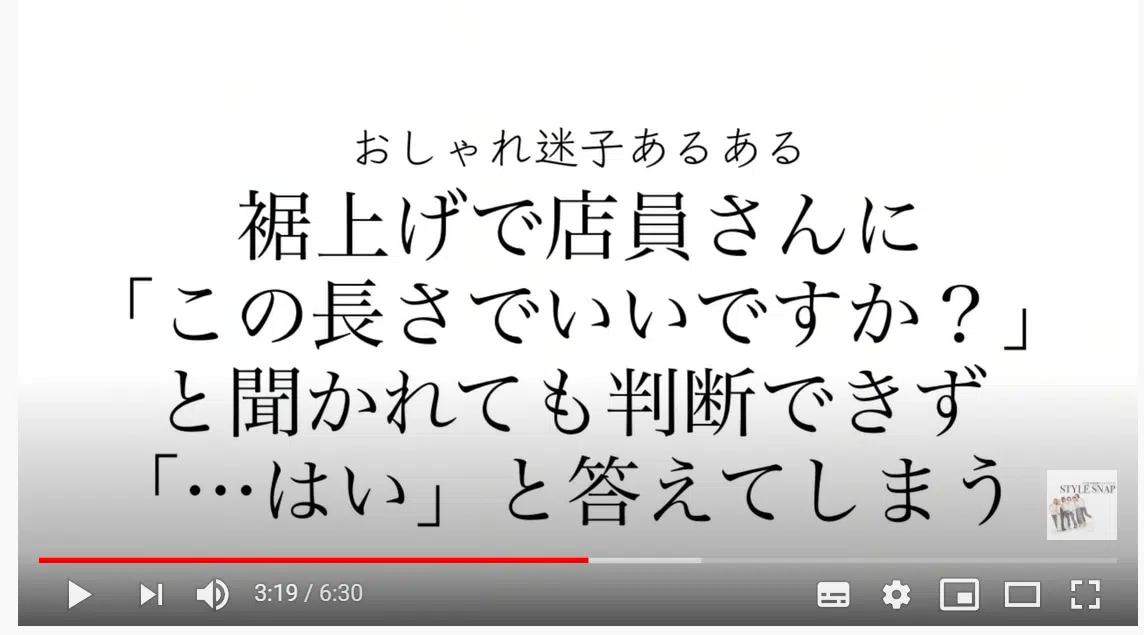 おしゃれ迷子あるある
裾上げで店員さんに
「この長さでいいですか？」
と聞かれても判断できず
「…はい」と答えてしまう
STYLE SNAP
3:19 / 6:30